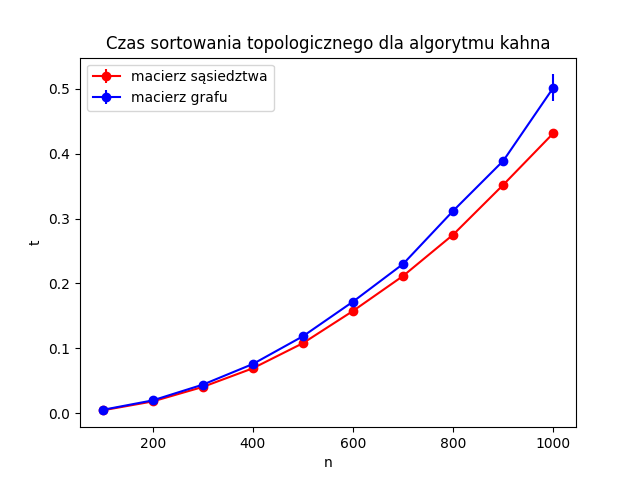 Czas sortowania topologicznego dla algorytmu kahna
macierz sąsiedztwa
macierz grafu
t
0.5
0.4
0.3
0.2
0.1
0.0
200 400 600 800 1000
n